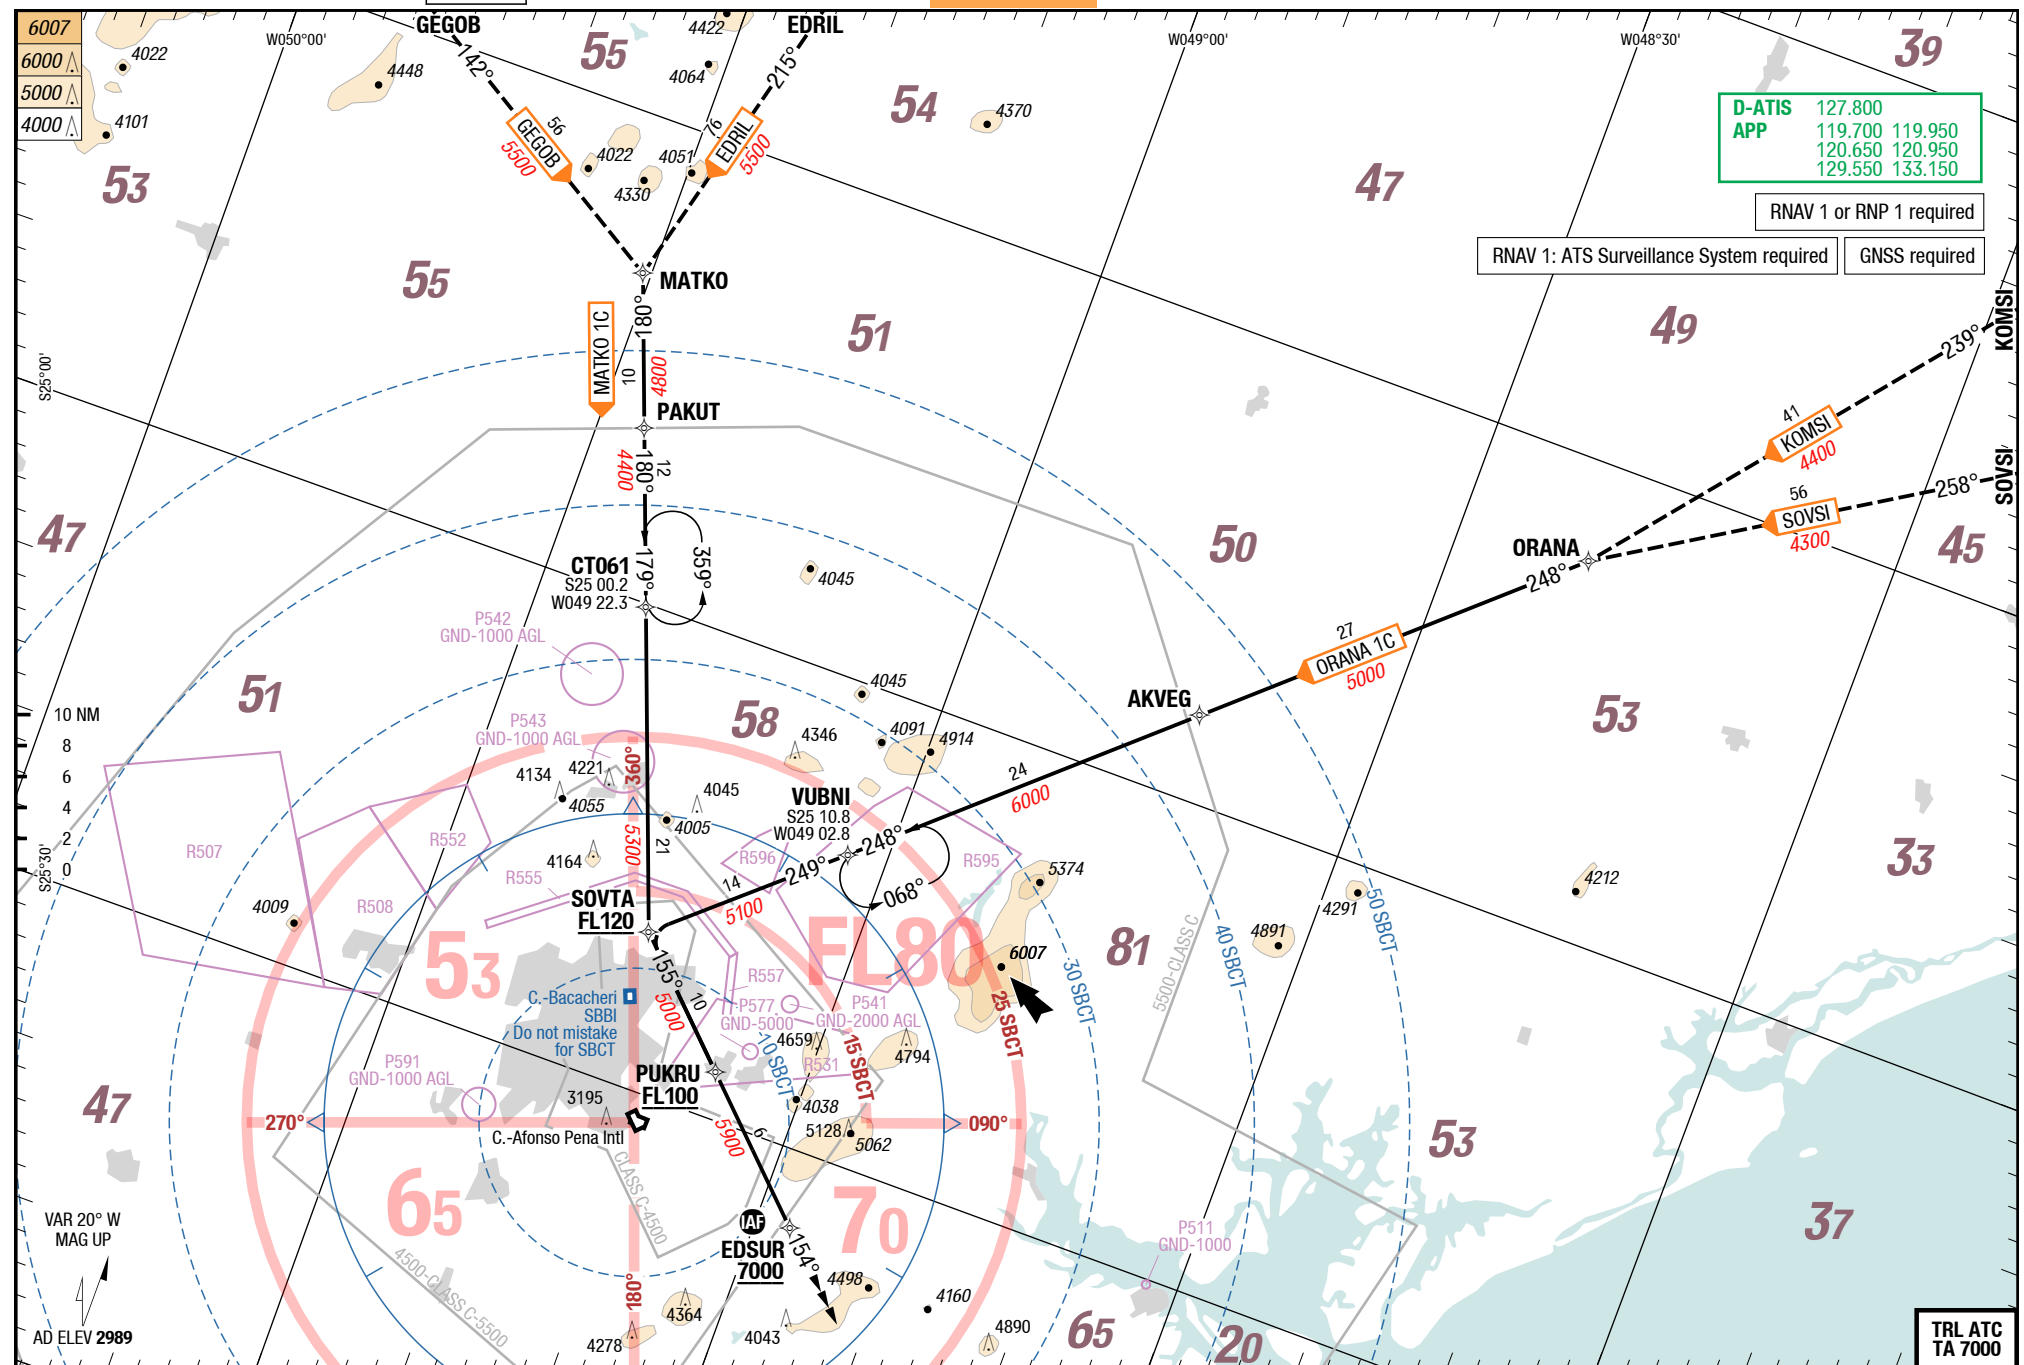 6007
6000
5000
4000
4022
4101
W050°00'
4448
GEGOB
142°
56
GEGOB
5500
55
4422
4064
EDRIL
215°
76
EDRIL
5500
4022
4330
4051
54
4370
W049°00'
W048°30'
39
D-ATIS 127.800
APP 119.700 119.950
120.650 120.950
129.550 133.150
RNAV 1 or RNP 1 required
RNAV 1: ATS Surveillance System required
GNSS required
53
47
55
MATKO
180°
MATKO 1C
10
4800
51
49
KOMSI
239°
41
KOMSI
4400
SOVSI
258°
56
SOVSI
4300
S25°00'
PAKUT
12
180°
4400
47
50
45
ORANA
248°
27
ORANA 1C
5000
CT061
S25 00.2
W049 22.3
179°
359°
4045
P542
GND-1000 AGL
51
4045
AKVEG
53
10 NM
8
6
4
2
0
S25°30'
P543
GND-1000 AGL
58
4346
4091
4914
24
6000
4134
4221
4055
360°
4045
4005
VUBNI
S25 10.8
W049 02.8
248°
249°
068°
14
5100
R507
R552
R508
R555
4164
5300
21
R596
R595
5374
33
4212
4291
4891
50 SBCT
40 SBCT
30 SBCT
25 SBCT
15 SBCT
10 SBCT
4009
SOVTA
FL120
53
FL80
81
6007
5500-CLASS C
155°
10
5000
R557
C.-Bacacheri
SBBI
Do not mistake
for SBCT
P577
GND-5000
P541
GND-2000 AGL
4659
4794
R531
P591
GND-1000 AGL
47
PUKRU
FL100
3195
4038
5128
5062
270°
090°
C.-Afonso Pena Intl
6
5900
CLASS C-4500
53
65
70
37
VAR 20° W
MAG UP
IAF
EDSUR
7000
154°
4500-CLASS C-5500
180°
P511
GND-1000
4498
4160
4364
4278
4043
4890
65
20
AD ELEV 2989
TRL ATC
TA 7000